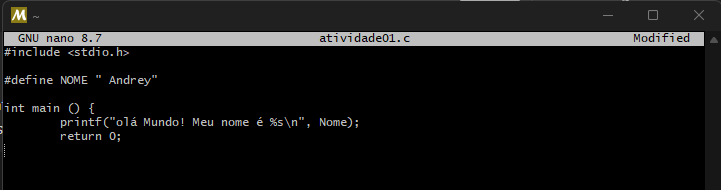 M ~
GNU nano 8.7 atividade01.c Modified
#include <stdio.h>
#define NOME " Andrey"
int main () {
        printf("olá Mundo! Meu nome é %s\n", Nome);
        return 0;